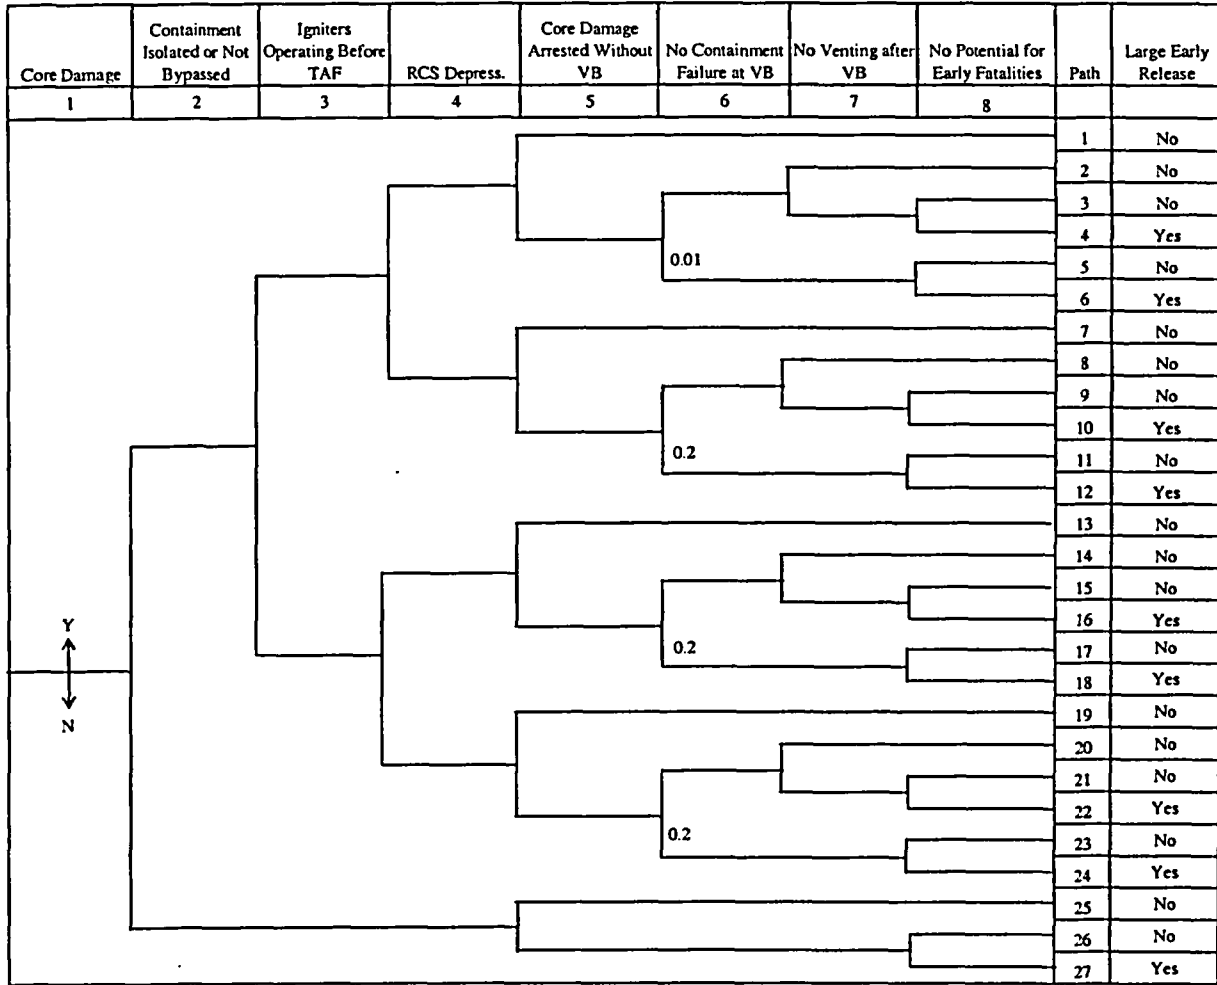 Core Damage
Containment
Isolated or Not
Bypassed
Igniters
Operating Before
TAF
RCS Depress.
Core Damage
Arrested Without
VB
No Containment
Failure at VB
No Venting after
VB
No Potential for
Early Fatalities
Path
Large Early
Release
1 2 3 4 5 6 7 8
1 No
2 No
3 No
4 Yes
0.01
5 No
6 Yes
7 No
8 No
9 No
10 Yes
0.2
11 No
12 Yes
13 No
14 No
15 No
16 Yes
0.2
17 No
18 Yes
Y
N
19 No
20 No
21 No
22 Yes
0.2
23 No
24 Yes
25 No
26 No
27 Yes